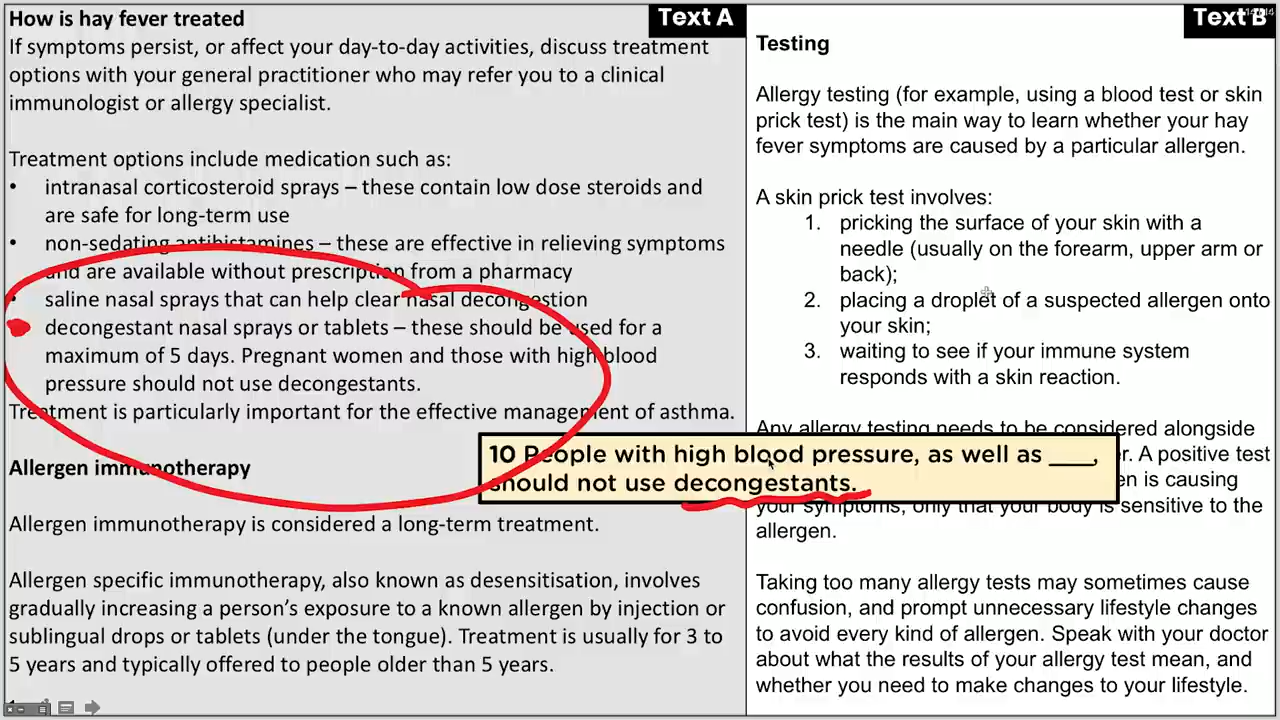 How is hay fever treated
Text A
If symptoms persist, or affect your day-to-day activities, discuss treatment
options with your general practitioner who may refer you to a clinical
immunologist or allergy specialist.
Treatment options include medication such as:
• intranasal corticosteroid sprays – these contain low dose steroids and
are safe for long-term use
• non-sedating antihistamines – these are effective in relieving symptoms
and are available without prescription from a pharmacy
• saline nasal sprays that can help clear nasal decongestion
decongestant nasal sprays or tablets – these should be used for a
maximum of 5 days. Pregnant women and those with high blood
pressure should not use decongestants.
Treatment is particularly important for the effective management of asthma.
Allergen immunotherapy
Allergen immunotherapy is considered a long-term treatment.
Allergen specific immunotherapy, also known as desensitisation, involves
gradually increasing a person's exposure to a known allergen by injection or
sublingual drops or tablets (under the tongue). Treatment is usually for 3 to
5 years and typically offered to people older than 5 years.
Text B
Testing
Allergy testing (for example, using a blood test or skin
prick test) is the main way to learn whether your hay
fever symptoms are caused by a particular allergen.
A skin prick test involves:
1. pricking the surface of your skin with a
needle (usually on the forearm, upper arm or
back);
2. placing a droplet of a suspected allergen onto
your skin;
3. waiting to see if your immune system
responds with a skin reaction.
Any allergy testing needs to be considered alongside
r. A positive test
en is causing
your symptoms, only that your body is sensitive to the
allergen.
Taking too many allergy tests may sometimes cause
confusion, and prompt unnecessary lifestyle changes
to avoid every kind of allergen. Speak with your doctor
about what the results of your allergy test mean, and
whether you need to make changes to your lifestyle.
10 People with high blood pressure, as well as ___,
should not use decongestants.